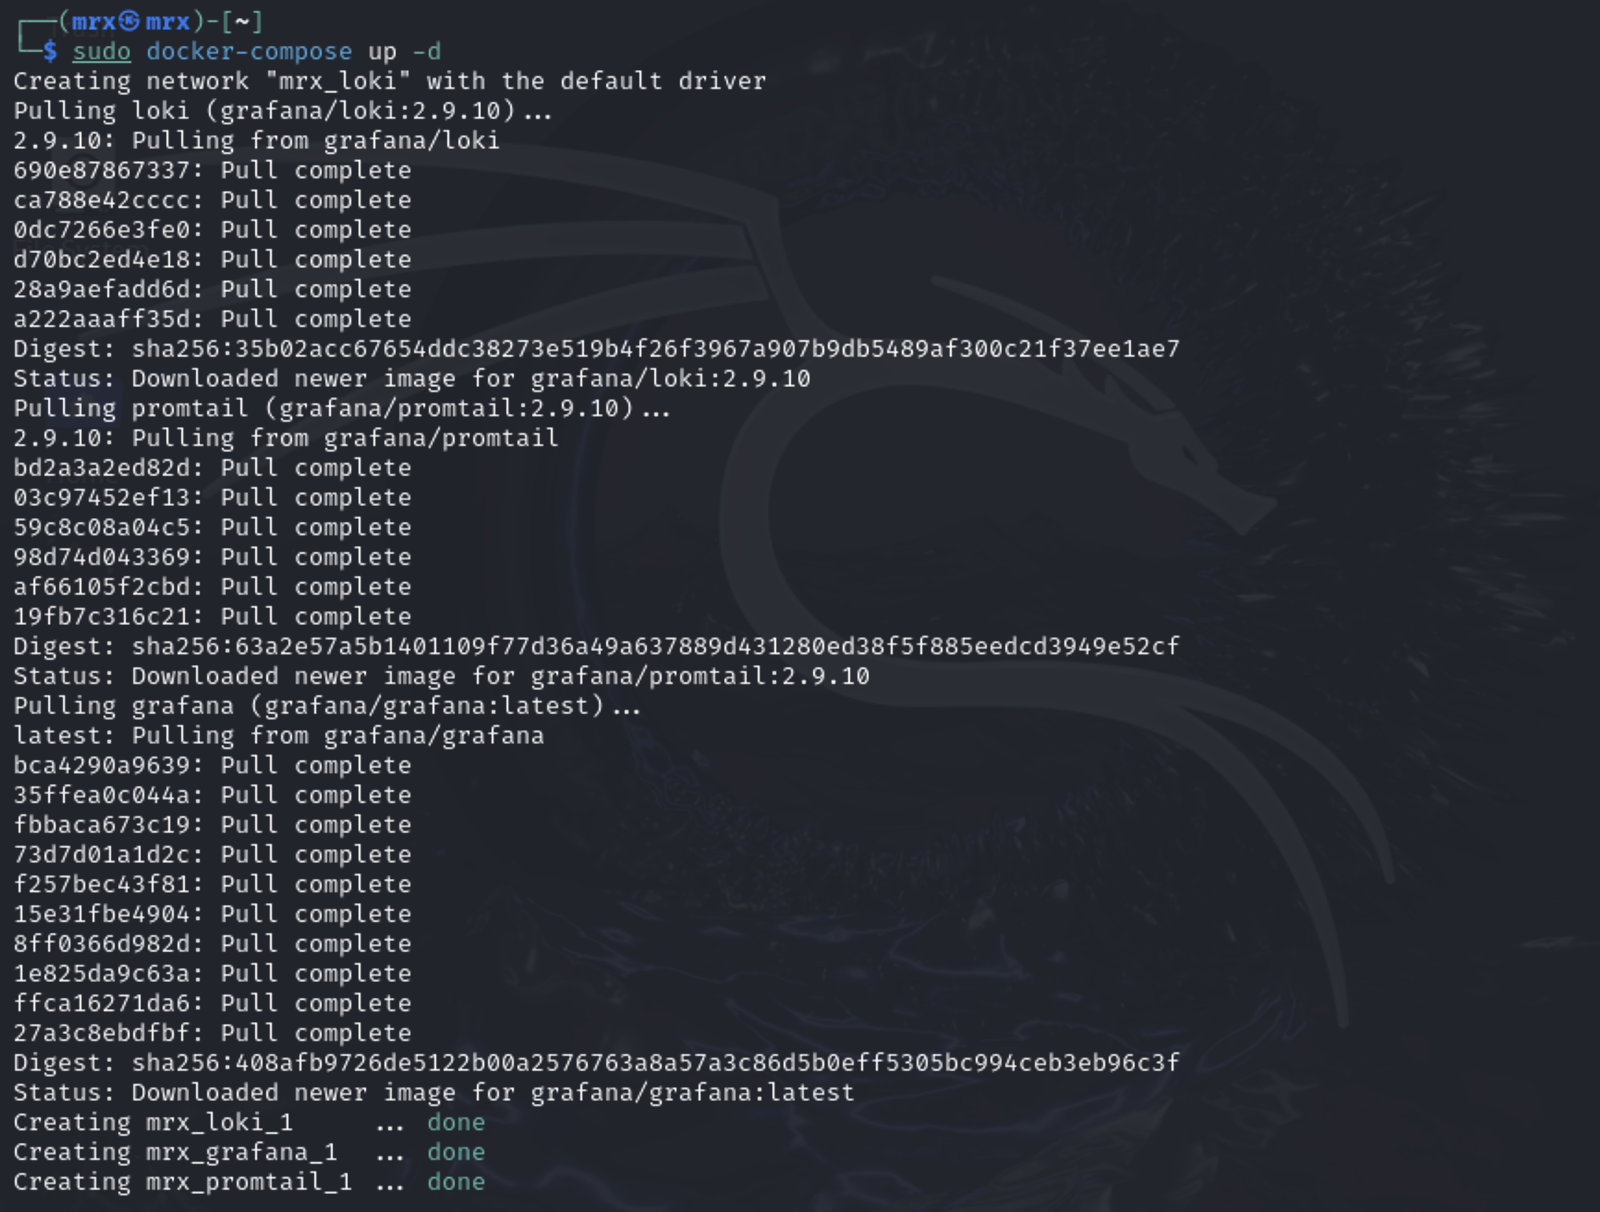 (mrx㉿mrx)-[~]
$ sudo docker-compose up -d
Creating network "mrx_loki" with the default driver
Pulling loki (grafana/loki:2.9.10)...
2.9.10: Pulling from grafana/loki
690e87867337: Pull complete
ca788e42cccc: Pull complete
0dc7266e3fe0: Pull complete
d70bc2ed4e18: Pull complete
28a9aefadd6d: Pull complete
a222aaaff35d: Pull complete
Digest: sha256:35b02acc67654ddc38273e519b4f26f3967a907b9db5489af300c21f37ee1ae7
Status: Downloaded newer image for grafana/loki:2.9.10
Pulling promtail (grafana/promtail:2.9.10)...
2.9.10: Pulling from grafana/promtail
bd2a3a2ed82d: Pull complete
03c97452ef13: Pull complete
59c8c08a04c5: Pull complete
98d74d043369: Pull complete
af66105f2cbd: Pull complete
19fb7c316c21: Pull complete
Digest: sha256:63a2e57a5b1401109f77d36a49a637889d431280ed38f5f885eedcd3949e52cf
Status: Downloaded newer image for grafana/promtail:2.9.10
Pulling grafana (grafana/grafana:latest)...
latest: Pulling from grafana/grafana
bca4290a9639: Pull complete
35ffea0c044a: Pull complete
fbbaca673c19: Pull complete
73d7d01a1d2c: Pull complete
f257bec43f81: Pull complete
15e31fbe4904: Pull complete
8ff0366d982d: Pull complete
1e825da9c63a: Pull complete
ffca16271da6: Pull complete
27a3c8ebdfbf: Pull complete
Digest: sha256:408afb9726de5122b00a2576763a8a57a3c86d5b0eff5305bc994ceb3eb96c3f
Status: Downloaded newer image for grafana/grafana:latest
Creating mrx_loki_1 ... done
Creating mrx_grafana_1 ... done
Creating mrx_promtail_1 ... done